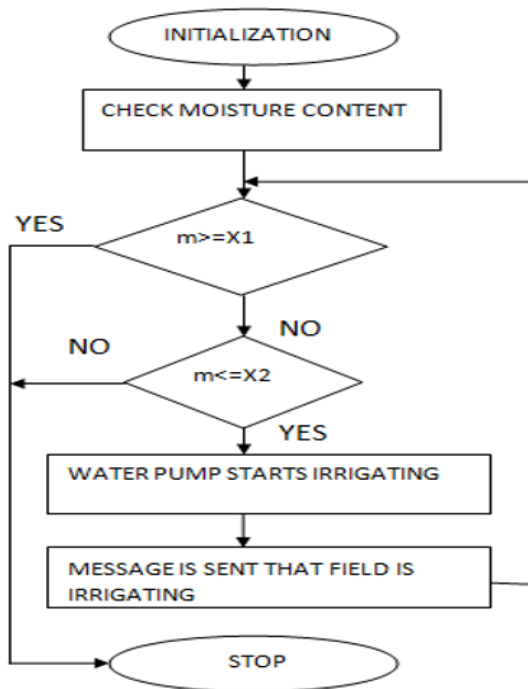 INITIALIZATION
CHECK MOISTURE CONTENT
YES
m>=X1
NO
NO
m<=X2
YES
WATER PUMP STARTS IRRIGATING
MESSAGE IS SENT THAT FIELD IS
IRRIGATING
STOP